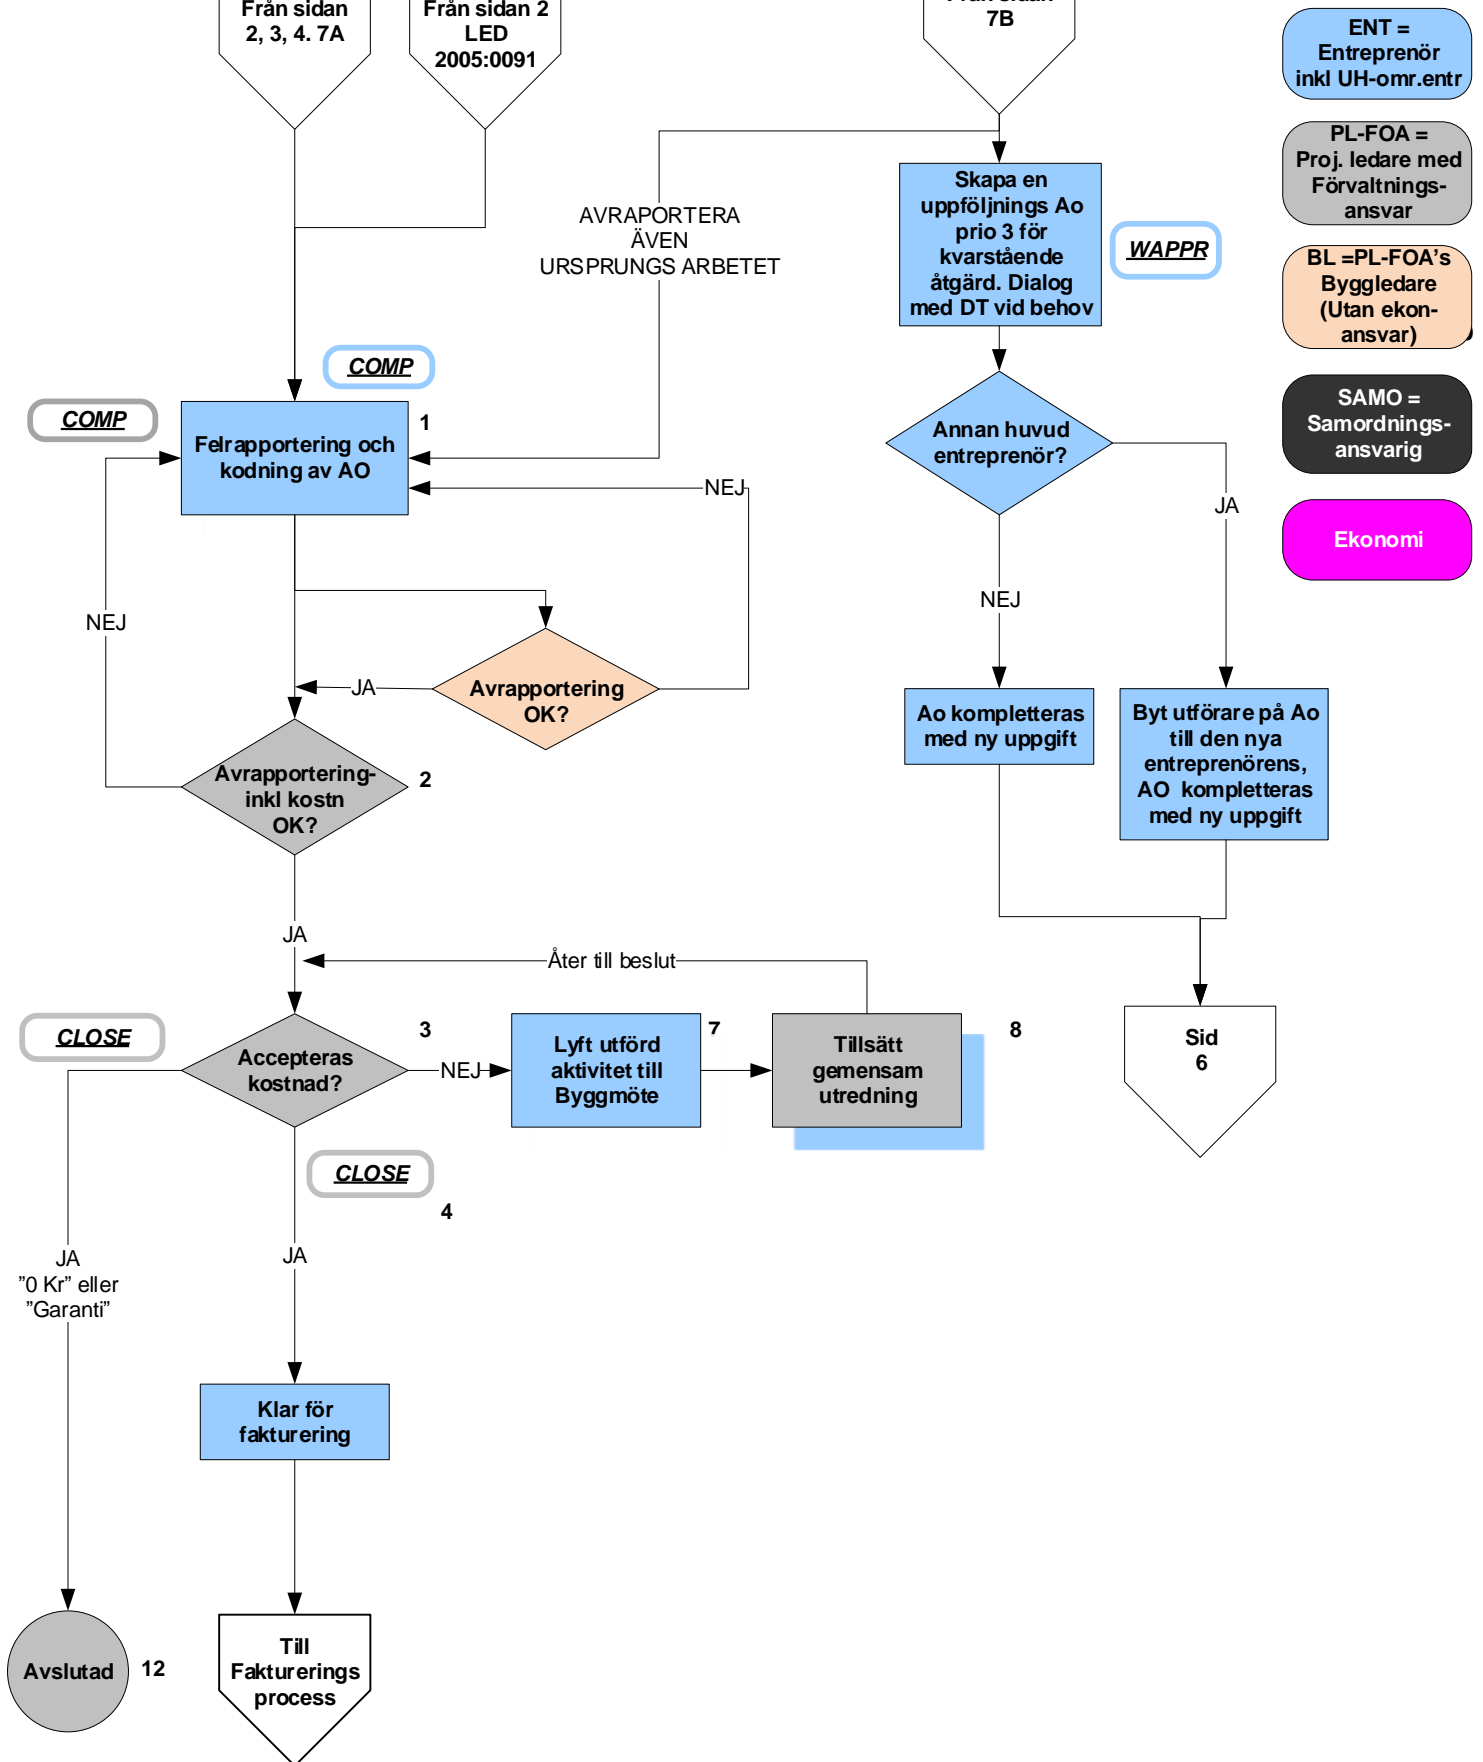 Från sidan
2, 3, 4. 7A
Från sidan 2
LED
2005:0091
7B
ENT =
Entreprenör
inkl UH-omr.entr
PL-FOA =
Proj. ledare med
Förvaltnings-
ansvar
BL =PL-FOA's
Byggledare
(Utan ekon-
ansvar)
SAMO =
Samordnings-
ansvarig
Ekonomi
AVRAPORTERA
ÄVEN
URSPRUNGS ARBETET
Skapa en
uppföljnings Ao
prio 3 för
kvarstående
åtgärd. Dialog
med DT vid behov
WAPPR
COMP
COMP
Felrapportering och
kodning av AO
1
Annan huvud
entreprenör?
NEJ
JA
NEJ
NEJ
JA
Avrapportering
OK?
Ao kompletteras
med ny uppgift
Byt utförare på Ao
till den nya
entreprenörens,
AO kompletteras
med ny uppgift
Avrapportering-
inkl kostn
OK?
2
JA
Åter till beslut
CLOSE
Accepteras
kostnad?
3
NEJ
Lyft utförd
aktivitet till
Byggmöte
7
Tillsätt
gemensam
utredning
8
Sid
6
CLOSE
4
JA
"0 Kr" eller
"Garanti"
JA
Klar för
fakturering
Avslutad
12
Till
Fakturerings
process